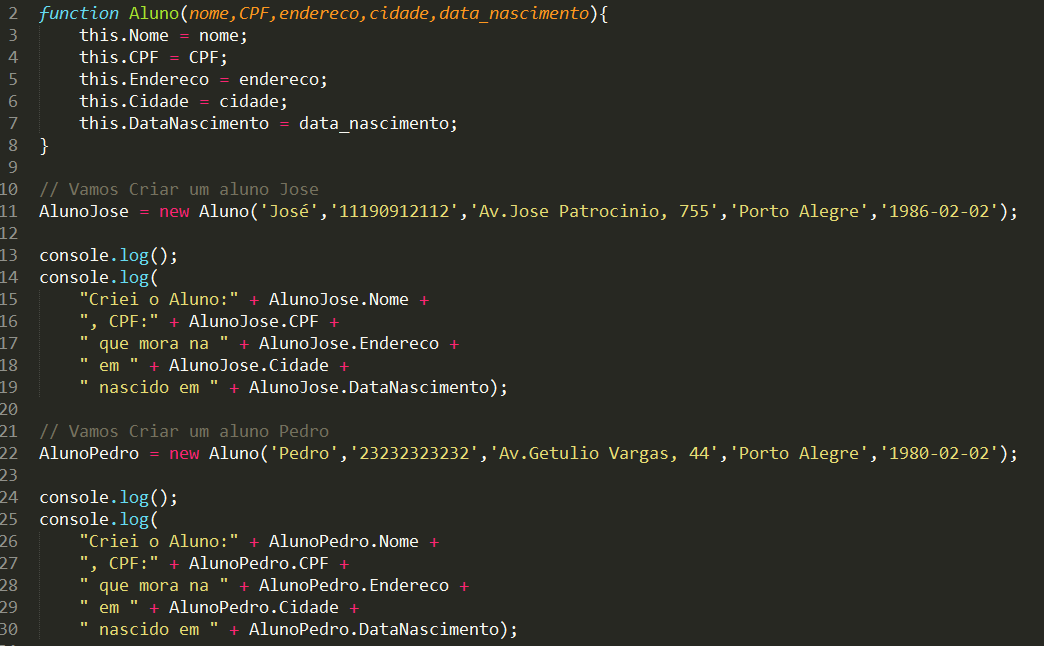 2 function Aluno(nome,CPF,endereco,cidade,data_nascimento){
3     this.Nome = nome;
4     this.CPF = CPF;
5     this.Endereco = endereco;
6     this.Cidade = cidade;
7     this.DataNascimento = data_nascimento;
8 }
9
10 // Vamos Criar um aluno Jose
11 AlunoJose = new Aluno('José','11190912112','Av.Jose Patrocinio, 755','Porto Alegre','1986-02-02');
12
13 console.log();
14 console.log(
15     "Criei o Aluno:" + AlunoJose.Nome +
16     ", CPF:" + AlunoJose.CPF +
17     " que mora na " + AlunoJose.Endereco +
18     " em " + AlunoJose.Cidade +
19     " nascido em " + AlunoJose.DataNascimento);
20
21 // Vamos Criar um aluno Pedro
22 AlunoPedro = new Aluno('Pedro','23232323232','Av.Getulio Vargas, 44','Porto Alegre','1980-02-02');
23
24 console.log();
25 console.log(
26     "Criei o Aluno:" + AlunoPedro.Nome +
27     ", CPF:" + AlunoPedro.CPF +
28     " que mora na " + AlunoPedro.Endereco +
29     " em " + AlunoPedro.Cidade +
30     " nascido em " + AlunoPedro.DataNascimento);